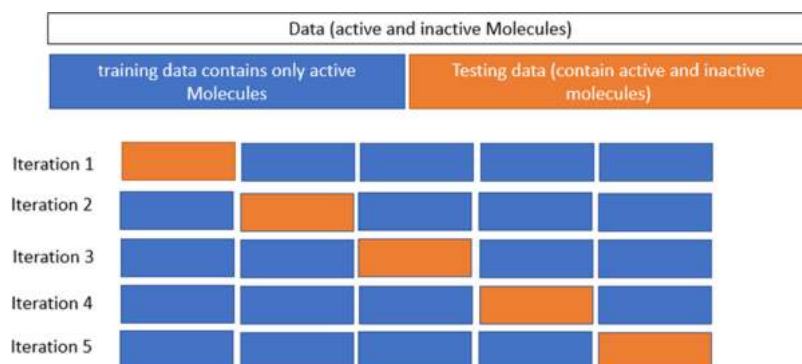 Data (active and inactive Molecules)
training data contains only active
Molecules
Testing data (contain active and inactive
molecules)
Iteration 1
Iteration 2
Iteration 3
Iteration 4
Iteration 5